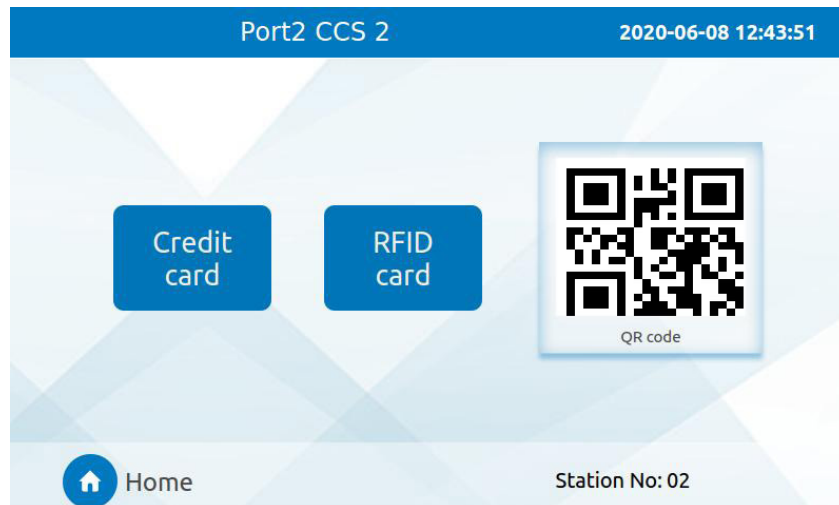 Port2 CCS 2
2020-06-08 12:43:51
Credit
card
RFID
card
QR code
Home
Station No: 02